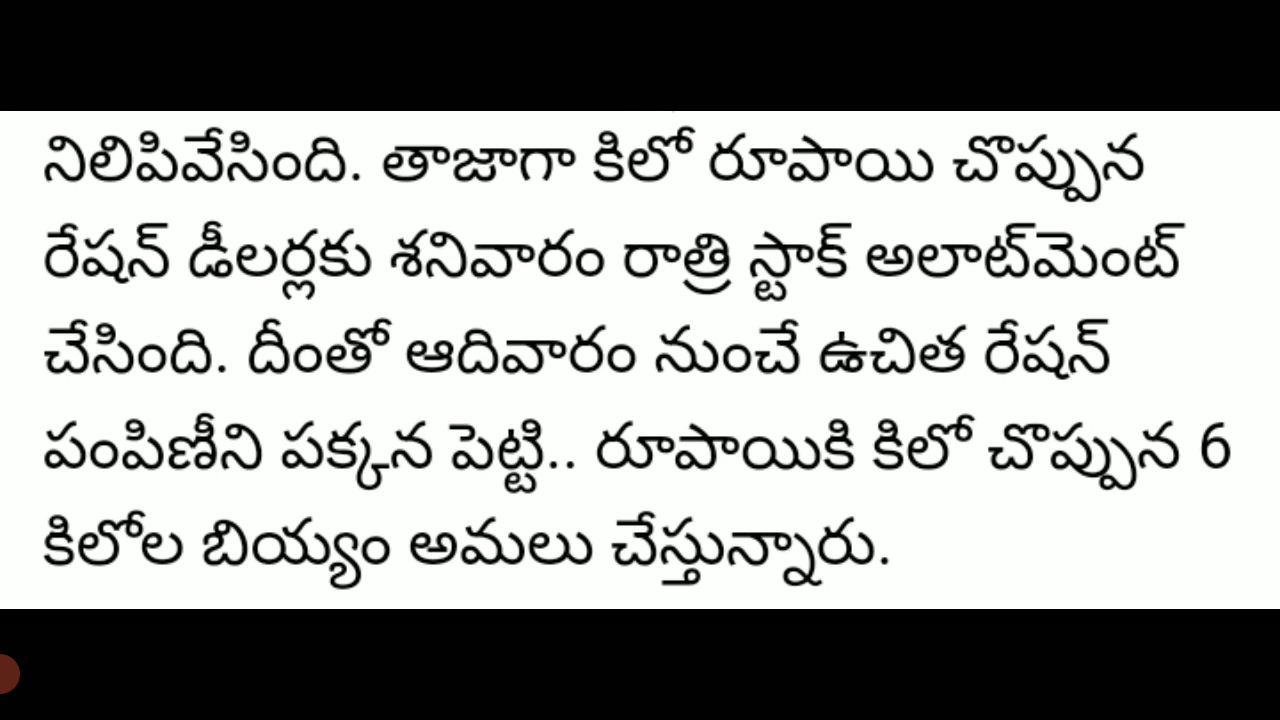 నిలిపివేసింది. తాజాగా కిలో రూపాయి చొప్పున
రేషన్ డీలర్లకు శనివారం రాత్రి స్టాక్ అలాట్‌మెంట్
చేసింది. దీంతో ఆదివారం నుంచే ఉచిత రేషన్
పంపిణీని పక్కన పెట్టి.. రూపాయికి కిలో చొప్పున 6
కిలోల బియ్యం అమలు చేస్తున్నారు.